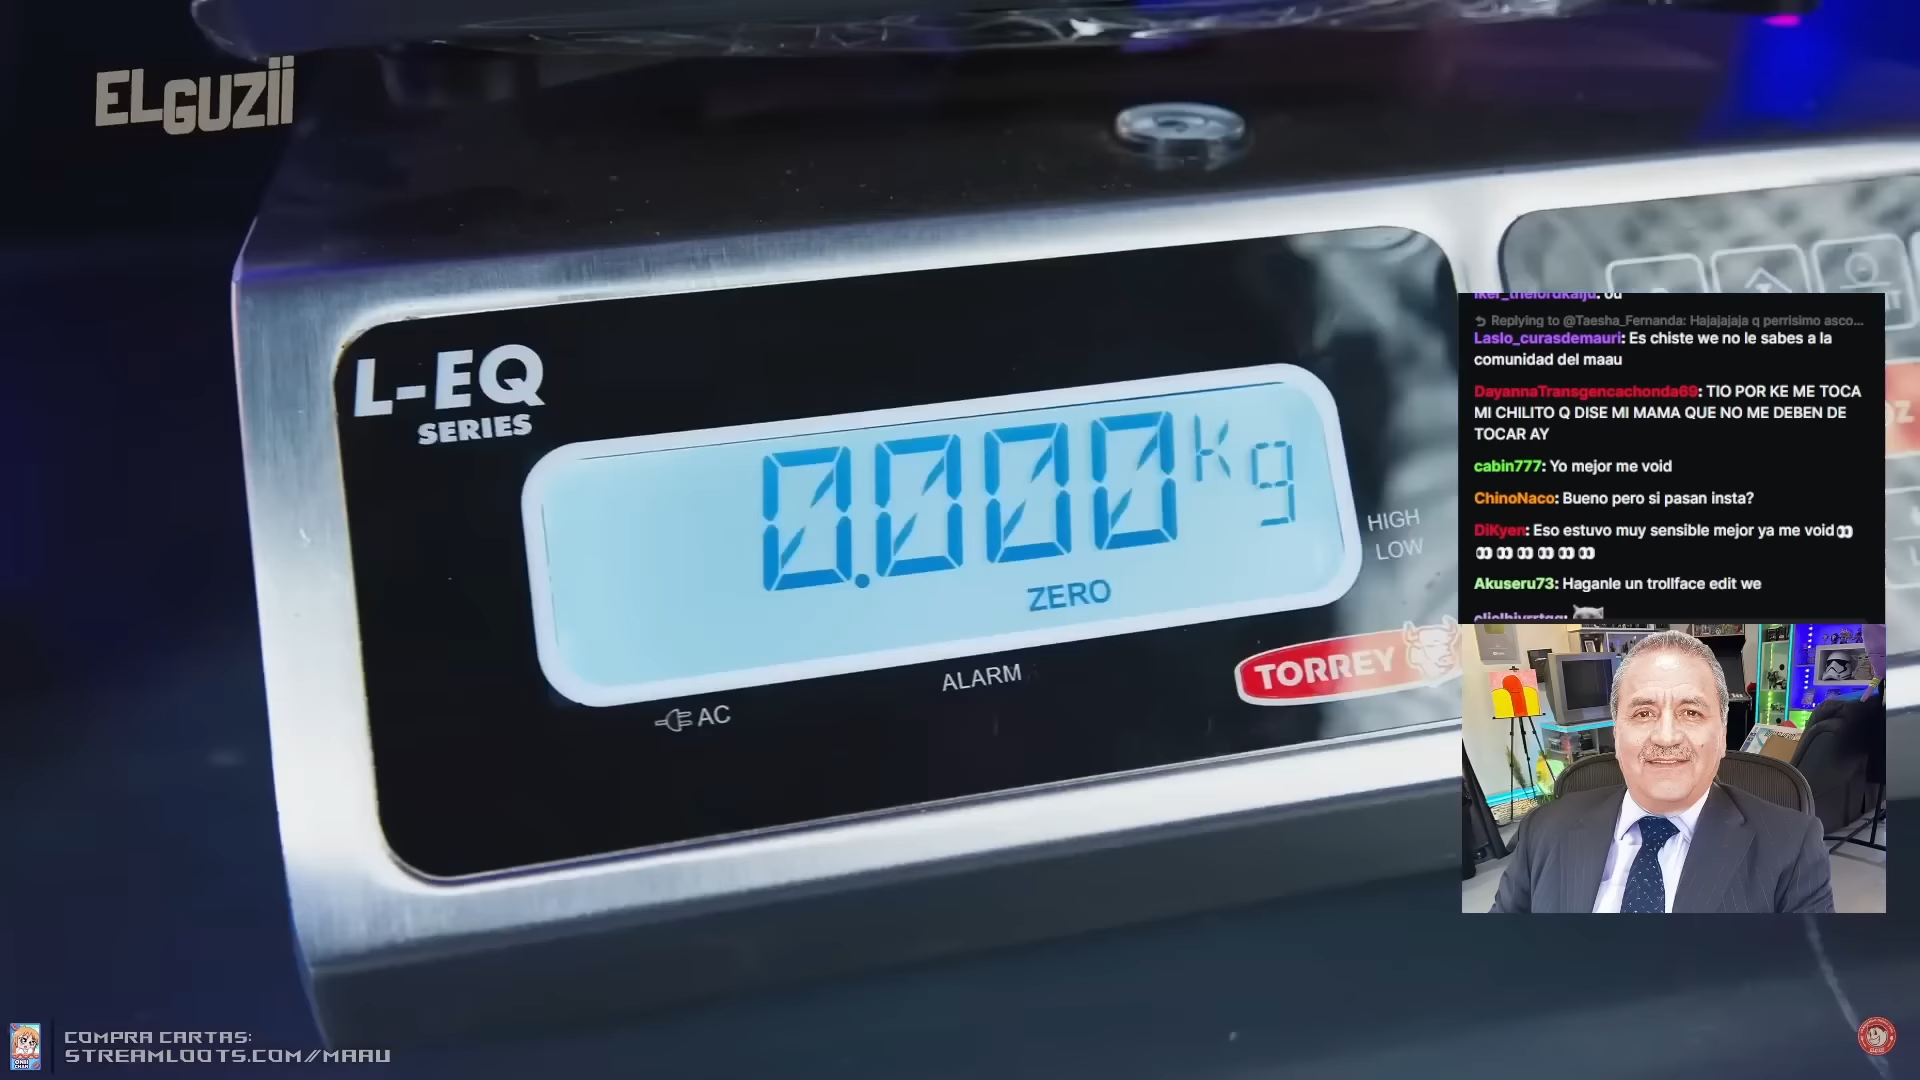 ELGUZII
L-EQ
SERIES
0.000 kg
ZERO
HIGH
LOW
ALARM
AC
TORREY
Replying to @Taesha_Fernanda: Hajajajaja q perrisimo asco...
Laslo_curasdemauri: Es chiste we no le sabes a la
comunidad del maau
DayannaTransgencachonda69: TIO POR KE ME TOCA
MI CHILITO Q DISE MI MAMA QUE NO ME DEBEN DE
TOCAR AY
cabin777: Yo mejor me void
ChinoNaco: Bueno pero si pasan insta?
DiKyen: Eso estuvo muy sensible mejor ya me void👀
👀👀👀👀👀👀
Akuseru73: Haganle un trollface edit we
COMPRA CARTAS:
STREAMLOOTS.COM/MAAU